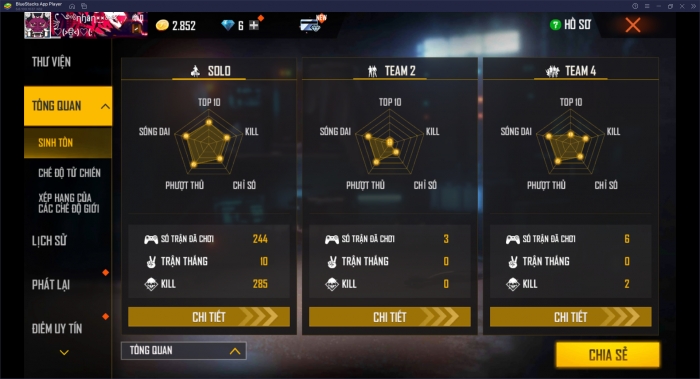 BlueStacks App Player
nhân
2.852
6
NEW
? HỒ SƠ
THƯ VIỆN
TỔNG QUAN
SINH TỒN
CHẾ ĐỘ TỬ CHIẾN
XẾP HẠNG CỦA
CÁC CHẾ ĐỘ GIỚI
LỊCH SỬ
PHÁT LẠI
ĐIỂM UY TÍN
SOLO
TOP 10
SỐNG DAI
KILL
PHƯỢT THỦ
CHỈ SỐ
SỐ TRẬN ĐÃ CHƠI 244
TRẬN THẮNG 10
KILL 285
CHI TIẾT
TEAM 2
TOP 10
SỐNG DAI
KILL
PHƯỢT THỦ
CHỈ SỐ
SỐ TRẬN ĐÃ CHƠI 3
TRẬN THẮNG 0
KILL 0
CHI TIẾT
TEAM 4
TOP 10
SỐNG DAI
KILL
PHƯỢT THỦ
CHỈ SỐ
SỐ TRẬN ĐÃ CHƠI 6
TRẬN THẮNG 0
KILL 2
CHI TIẾT
TỔNG QUAN
CHIA SẺ